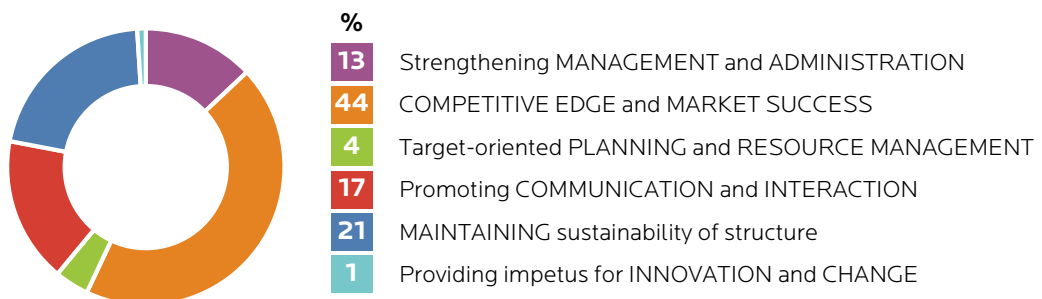 %
13 Strengthening MANAGEMENT and ADMINISTRATION
44 COMPETITIVE EDGE and MARKET SUCCESS
4 Target-oriented PLANNING and RESOURCE MANAGEMENT
17 Promoting COMMUNICATION and INTERACTION
21 MAINTAINING sustainability of structure
1 Providing impetus for INNOVATION and CHANGE